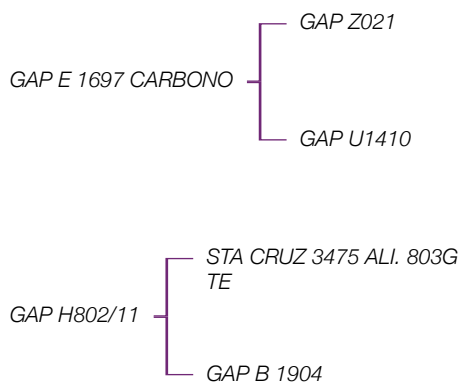 GAP Z021
GAP E 1697 CARBONO
GAP U1410
STA CRUZ 3475 ALI. 803G
TE
GAP H802/11
GAP B 1904